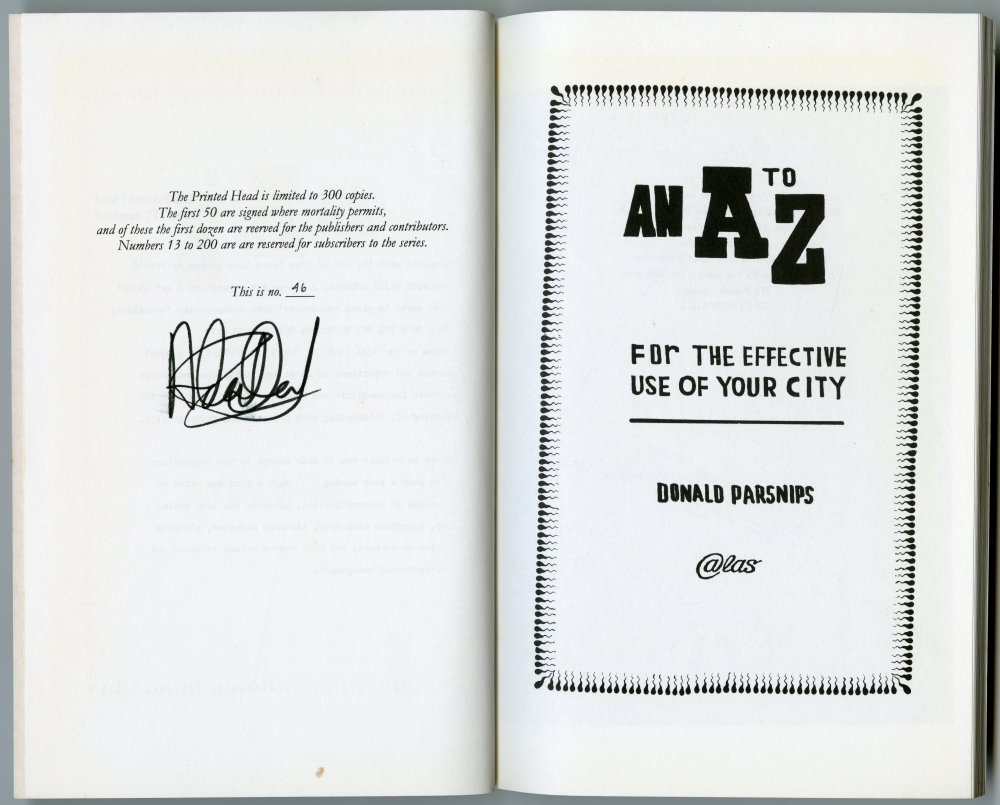 The Printed Head is limited to 300 copies.
The first 50 are signed where mortality permits,
and of these the first dozen are reerved for the publishers and contributors.
Numbers 13 to 200 are are reserved for subscribers to the series.
This is no. 46
AN A TO Z
FOR THE EFFECTIVE
USE OF YOUR CITY
DONALD PARSNIPS
@las